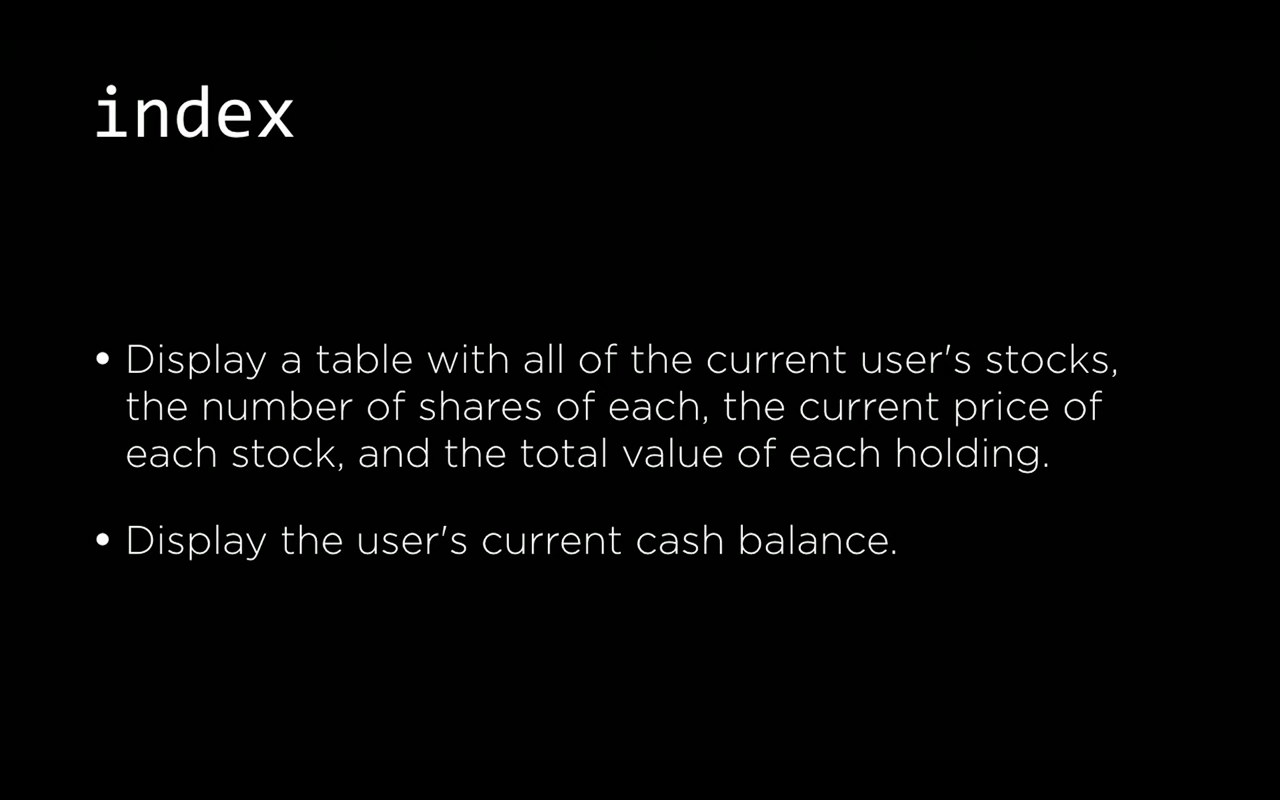 index
• Display a table with all of the current user's stocks,
the number of shares of each, the current price of
each stock, and the total value of each holding.
• Display the user's current cash balance.